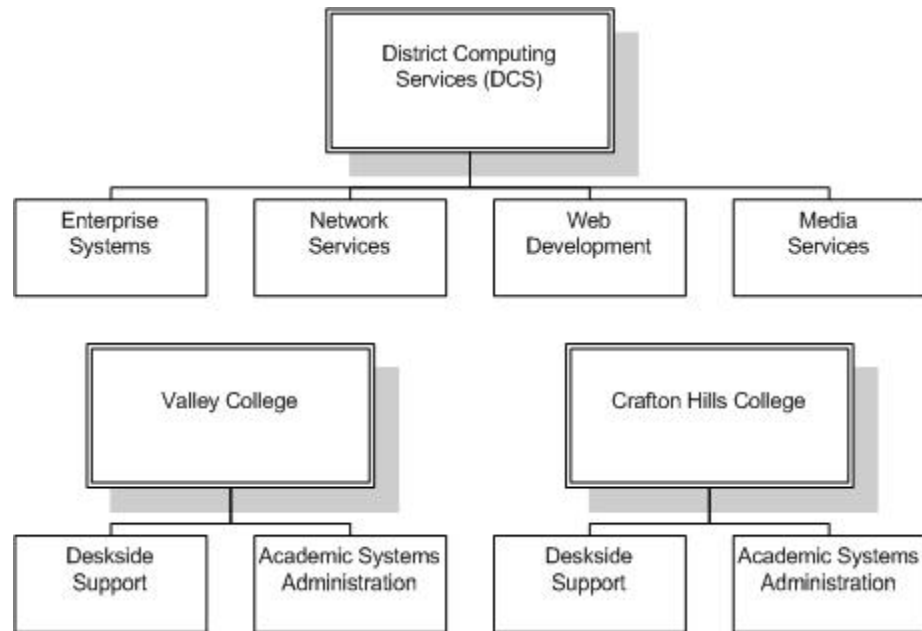 District Computing
Services (DCS)
Enterprise
Systems
Network
Services
Web
Development
Media
Services
Valley College
Crafton Hills College
Deskside
Support
Academic Systems
Administration
Deskside
Support
Academic Systems
Administration